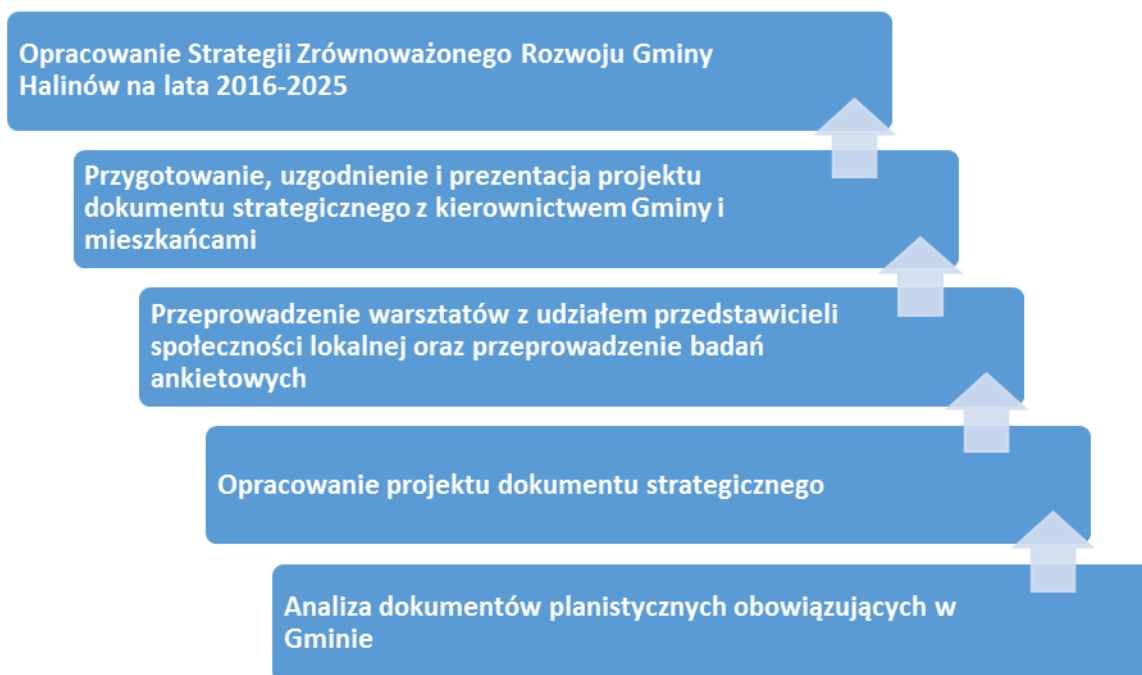 Opracowanie Strategii Zrównoważonego Rozwoju Gminy
Halinów na lata 2016-2025
Przygotowanie, uzgodnienie i prezentacja projektu
dokumentu strategicznego z kierownictwem Gminy i
mieszkańcami
Przeprowadzenie warsztatów z udziałem przedstawicieli
społeczności lokalnej oraz przeprowadzenie badań
ankietowych
Opracowanie projektu dokumentu strategicznego
Analiza dokumentów planistycznych obowiązujących w
Gminie